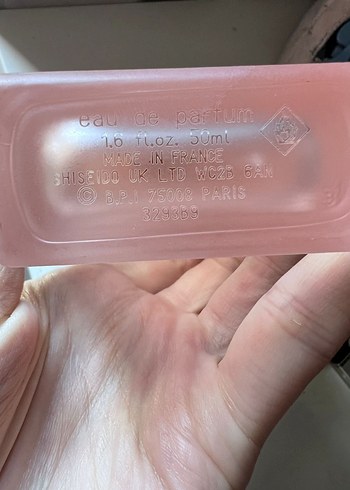 eau de parfum
1.6 fl.oz. 50ml
MADE IN FRANCE
SHISEIDO UK LTD WC2B 6AN
© B.P.I 75008 PARIS
329369